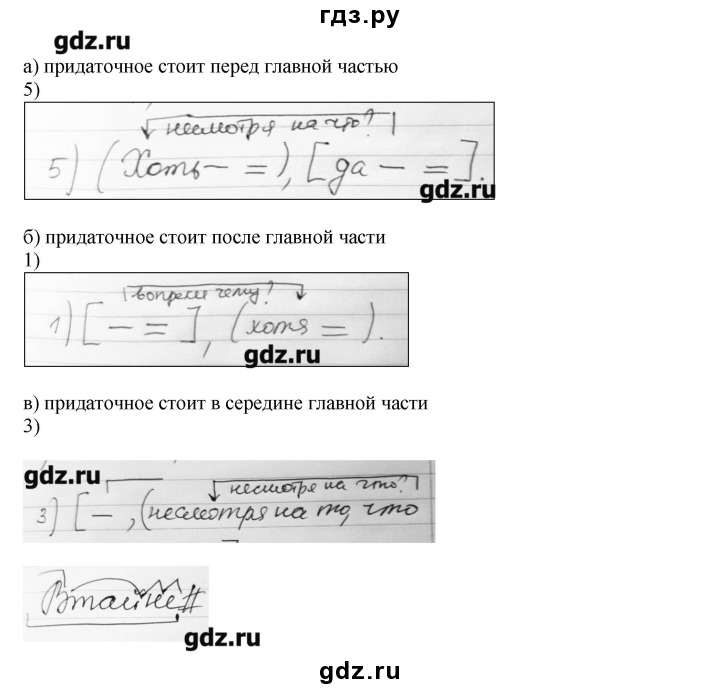 гдз.ру
gdz.ru
а) придаточное стоит перед главной частью
5)
несмотря на что?
5) (Хоть – =), [да – =].
gdz.ru
б) придаточное стоит после главной части
1)
вопреки чему?
1) [– =], (хотя =).
gdz.ru
в) придаточное стоит в середине главной части
3)
gdz.ru
несмотря на что?
3) [–, (несмотря на то, что
Втайне#
gdz.ru
gdz.ru